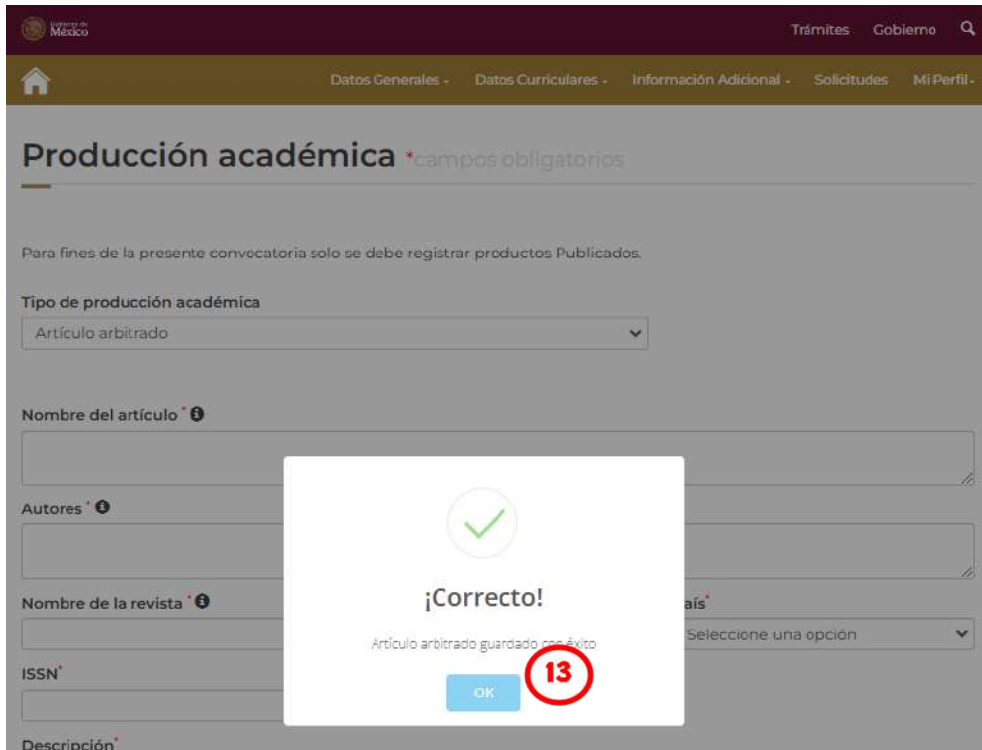 Gobierno de
México
Trámites Gobierno
Datos Generales Datos Curriculares Información Adicional Solicitudes Mi Perfil
Producción académica *campos obligatorios
Para fines de la presente convocatoria solo se debe registrar productos Publicados.
Tipo de producción académica
Artículo arbitrado
Nombre del artículo *
Autores *
¡Correcto!
Nombre de la revista *
aís*
Artículo arbitrado guardado con éxito
Seleccione una opción
13
ISSN*
OK
Descripción*